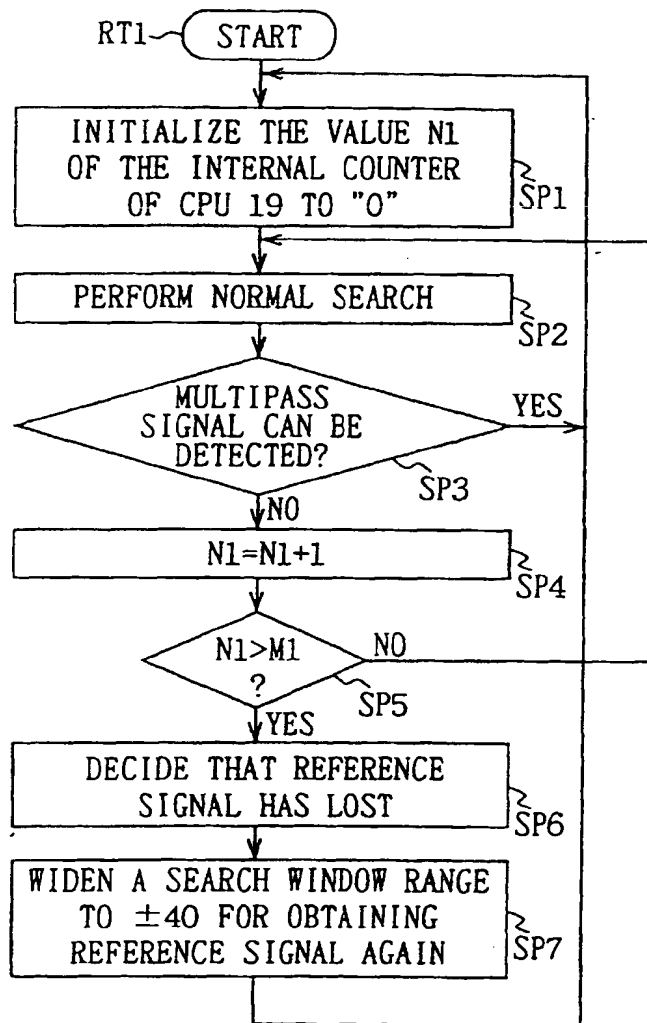 RT1
START
INITIALIZE THE VALUE N1
OF THE INTERNAL COUNTER
OF CPU 19 TO "0"
SP1
PERFORM NORMAL SEARCH
SP2
MULTIPASS
SIGNAL CAN BE
DETECTED?
YES
SP3
NO
N1=N1+1
SP4
N1>M1
?
NO
SP5
YES
DECIDE THAT REFERENCE
SIGNAL HAS LOST
SP6
WIDEN A SEARCH WINDOW RANGE
TO ±40 FOR OBTAINING
REFERENCE SIGNAL AGAIN
SP7